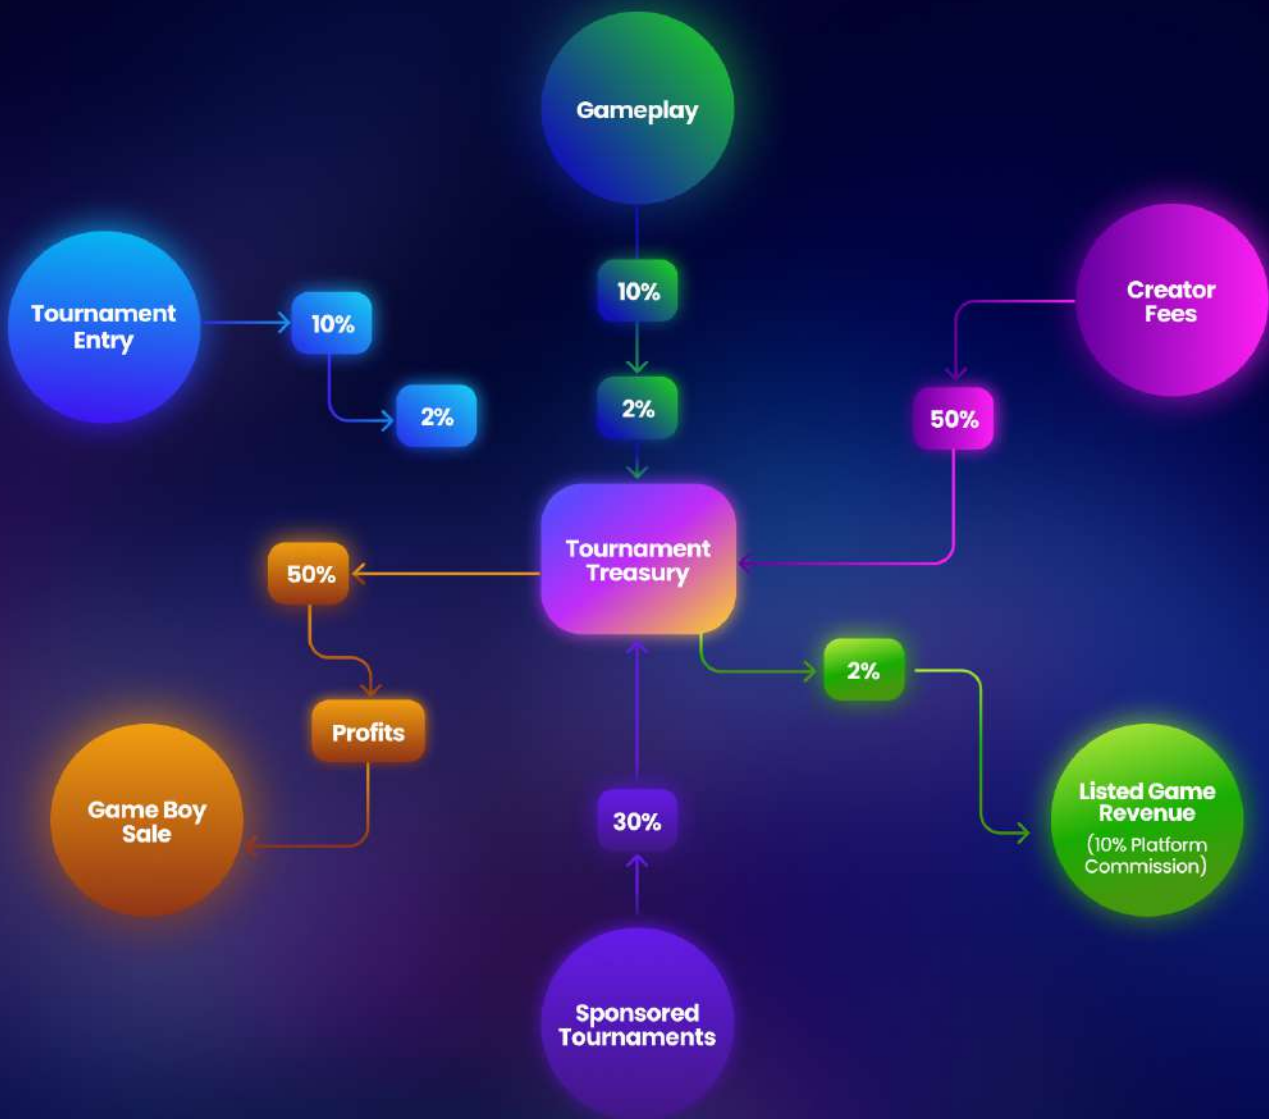 Gameplay
10%
2%
Tournament
Entry
10%
2%
Creator
Fees
50%
Tournament
Treasury
50%
Profits
Game Boy
Sale
2%
Listed Game
Revenue
(10% Platform
Commission)
30%
Sponsored
Tournaments